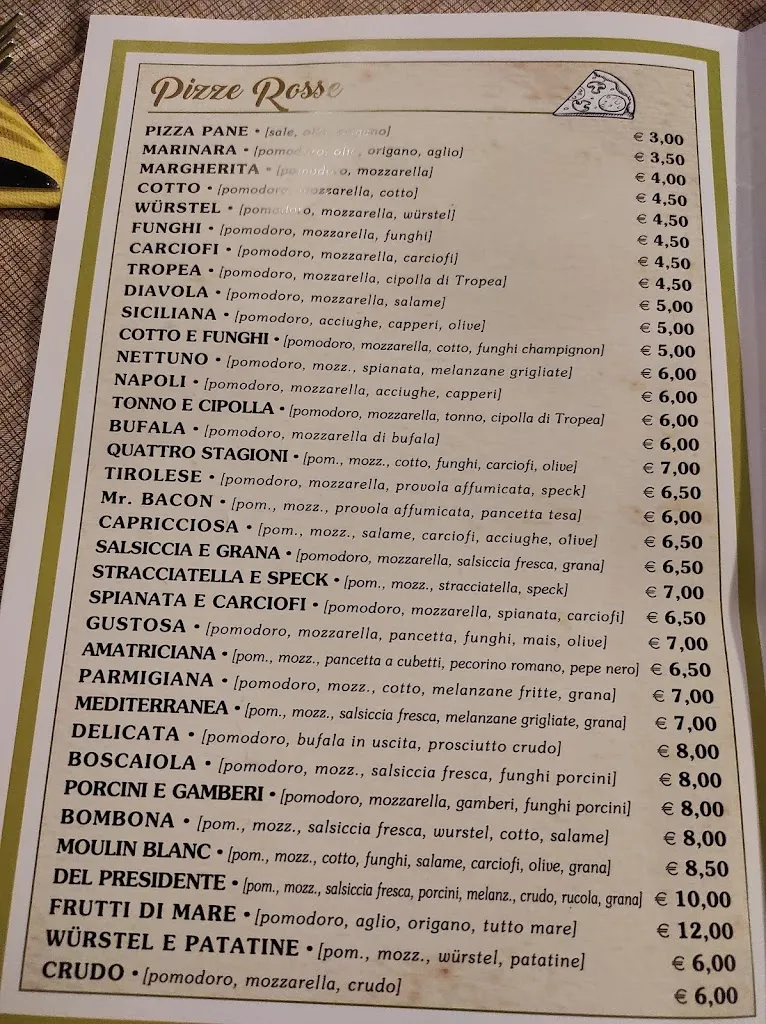 Pizze Rosse
PIZZA PANE • [sale, olio, origano] € 3,00
MARINARA • [pomodoro, olio, origano, aglio] € 3,50
MARGHERITA • [pomodoro, mozzarella] € 4,00
COTTO • [pomodoro, mozzarella, cotto] € 4,50
WÜRSTEL • [pomodoro, mozzarella, würstel] € 4,50
FUNGHI • [pomodoro, mozzarella, funghi] € 4,50
CARCIOFI • [pomodoro, mozzarella, carciofi] € 4,50
TROPEA • [pomodoro, mozzarella, cipolla di Tropea] € 4,50
DIAVOLA • [pomodoro, mozzarella, salame] € 5,00
SICILIANA • [pomodoro, acciughe, capperi, olive] € 5,00
COTTO E FUNGHI • [pomodoro, mozzarella, cotto, funghi champignon] € 5,00
NETTUNO • [pomodoro, mozz., spianata, melanzane grigliate] € 6,00
NAPOLI • [pomodoro, mozzarella, acciughe, capperi] € 6,00
TONNO E CIPOLLA • [pomodoro, mozzarella, tonno, cipolla di Tropea] € 6,00
BUFALA • [pomodoro, mozzarella di bufala] € 6,00
QUATTRO STAGIONI • [pom., mozz., cotto, funghi, carciofi, olive] € 7,00
TIROLESE • [pomodoro, mozzarella, provola affumicata, speck] € 6,50
Mr. BACON • [pom., mozz., provola affumicata, pancetta tesa] € 6,00
CAPRICCIOSA • [pom., mozz., salame, carciofi, acciughe, olive] € 6,50
SALSICCIA E GRANA • [pomodoro, mozzarella, salsiccia fresca, grana] € 6,50
STRACCIATELLA E SPECK • [pom., mozz., stracciatella, speck] € 7,00
SPIANATA E CARCIOFI • [pomodoro, mozzarella, spianata, carciofi] € 6,50
GUSTOSA • [pomodoro, mozzarella, pancetta, funghi, mais, olive] € 7,00
AMATRICIANA • [pom., mozz., pancetta a cubetti, pecorino romano, pepe nero] € 6,50
PARMIGIANA • [pomodoro, mozz., cotto, melanzane fritte, grana] € 7,00
MEDITERRANEA • [pom., mozz., salsiccia fresca, melanzane grigliate, grana] € 7,00
DELICATA • [pomodoro, bufala in uscita, prosciutto crudo] € 8,00
BOSCAIOLA • [pomodoro, mozz., salsiccia fresca, funghi porcini] € 8,00
PORCINI E GAMBERI • [pomodoro, mozzarella, gamberi, funghi porcini] € 8,00
BOMBONA • [pom., mozz., salsiccia fresca, wurstel, cotto, salame] € 8,00
MOULIN BLANC • [pom., mozz., cotto, funghi, salame, carciofi, olive, grana] € 8,50
DEL PRESIDENTE • [pom., mozz., salsiccia fresca, porcini, melanz., crudo, rucola, grana] € 10,00
FRUTTI DI MARE • [pomodoro, aglio, origano, tutto mare] € 12,00
WÜRSTEL E PATATINE • [pom., mozz., würstel, patatine] € 6,00
CRUDO • [pomodoro, mozzarella, crudo] € 6,00